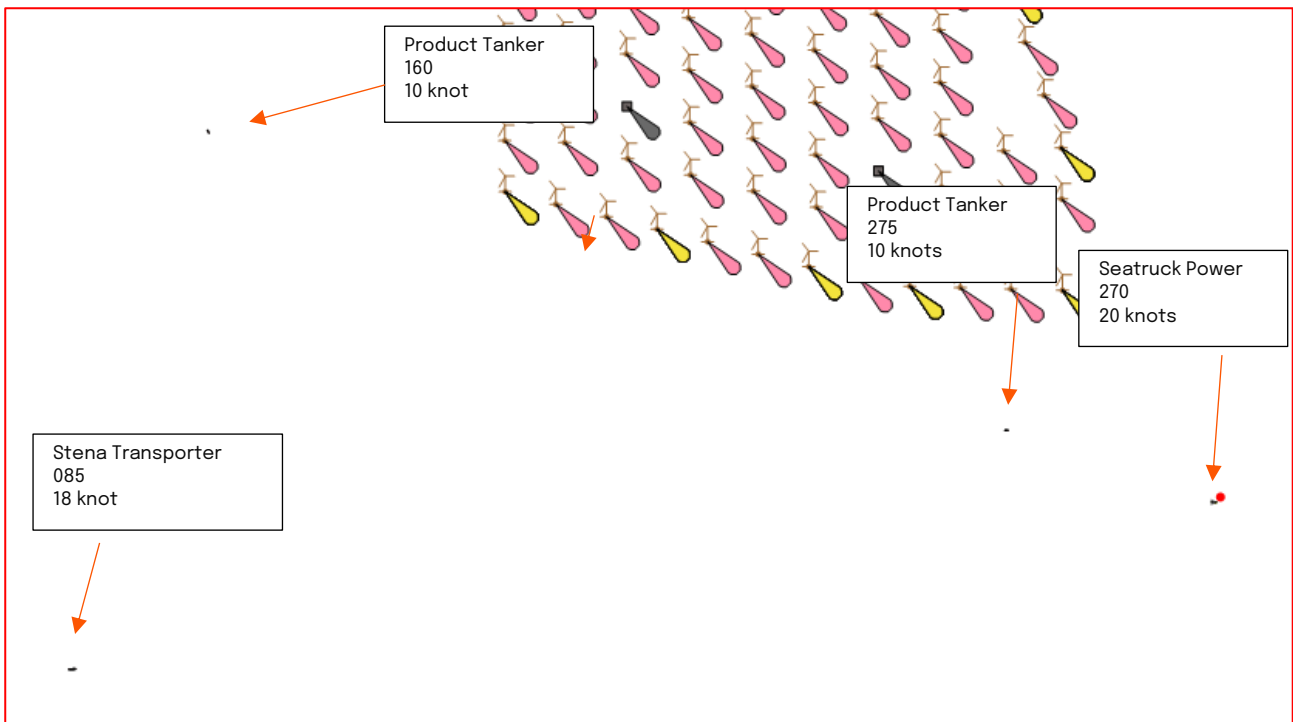 Product Tanker
160
10 knot
Product Tanker
275
10 knots
Seatruck Power
270
20 knots
Stena Transporter
085
18 knot